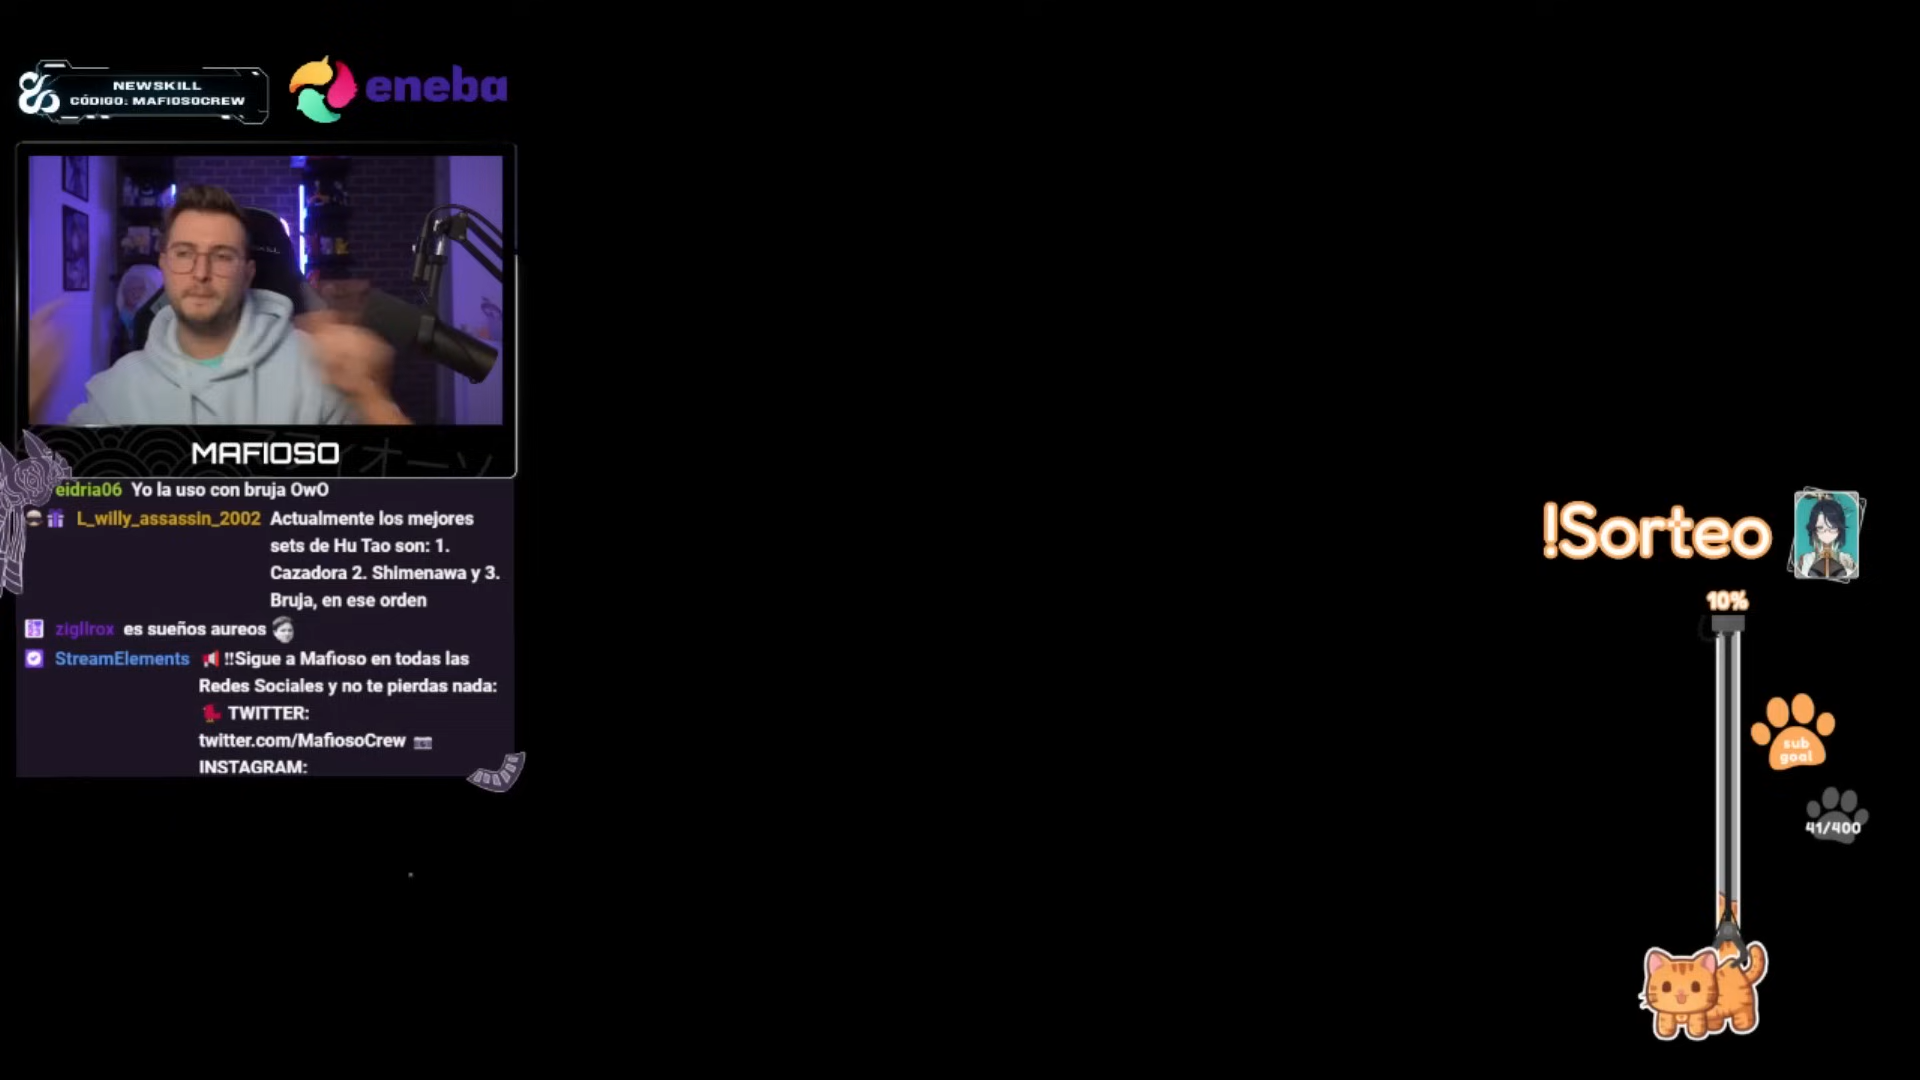 NEWSKILL
CÓDIGO: MAFIOSOCREW
eneba
MAFIOSO
eidria06 Yo la uso con bruja OwO
L_willy_assassin_2002 Actualmente los mejores
sets de Hu Tao son: 1.
Cazadora 2. Shimenawa y 3.
Bruja, en ese orden
zigllrox es sueños aureos
StreamElements ‼Sigue a Mafioso en todas las
Redes Sociales y no te pierdas nada:
TWITTER:
twitter.com/MafiosoCrew
INSTAGRAM:
!Sorteo
10%
sub
goal
41/400